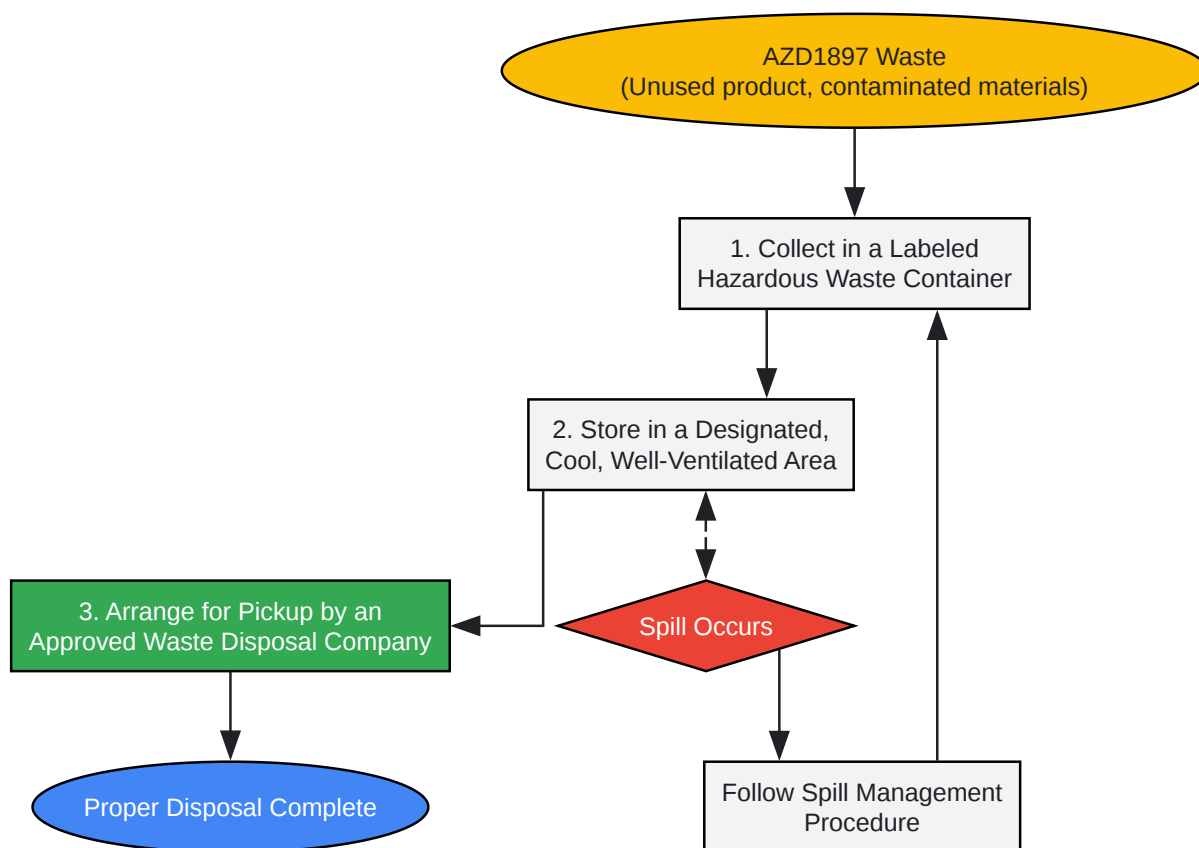 AZD1897 Waste
(Unused product, contaminated materials)
1. Collect in a Labeled
Hazardous Waste Container
2. Store in a Designated,
Cool, Well-Ventilated Area
3. Arrange for Pickup by an
Approved Waste Disposal Company
Spill Occurs
Proper Disposal Complete
Follow Spill Management
Procedure